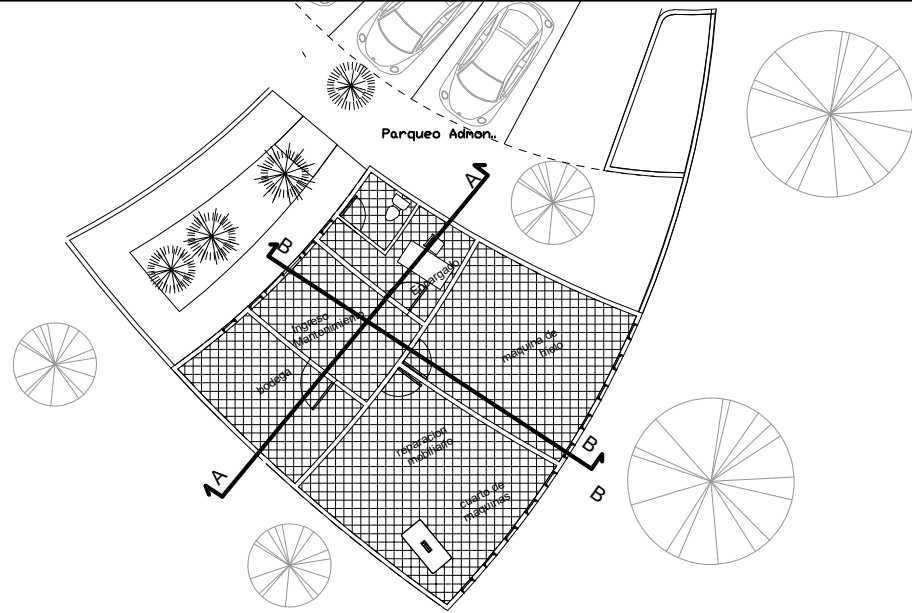 Parqueo Admon..
A
B
Encargado
Ingreso
Mantenimiento
maquina de
hielo
bodega
reparacion
mobiliario
B
A
cuarto de
maquinas
B